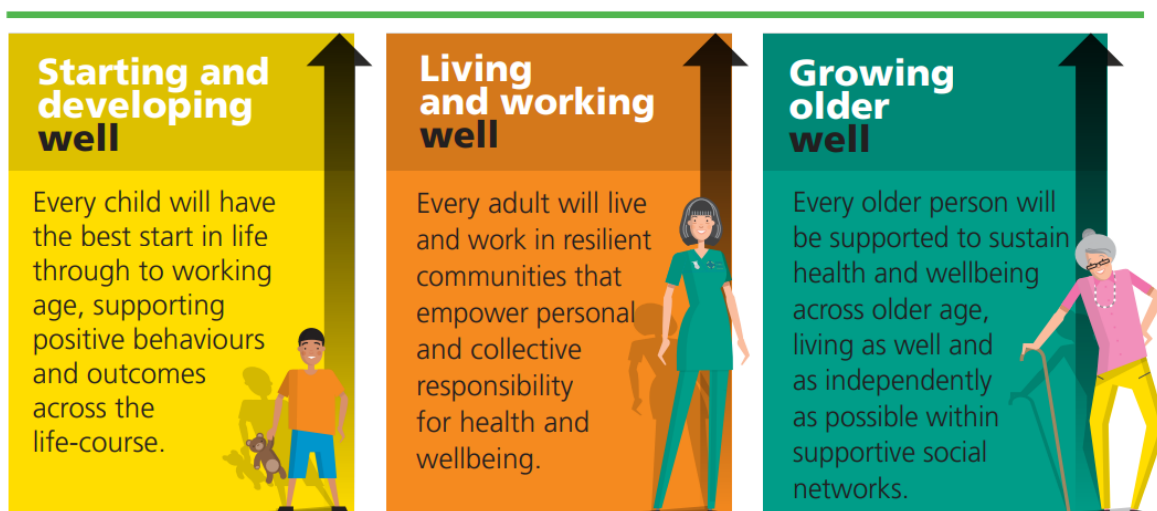 Starting and
developing
well
Every child will have
the best start in life
through to working
age, supporting
positive behaviours
and outcomes
across the
life-course.
Living
and working
well
Every adult will live
and work in resilient
communities that
empower personal
and collective
responsibility
for health and
wellbeing.
Growing
older
well
Every older person will
be supported to sustain
health and wellbeing
across older age,
living as well and
as independently
as possible within
supportive social
networks.